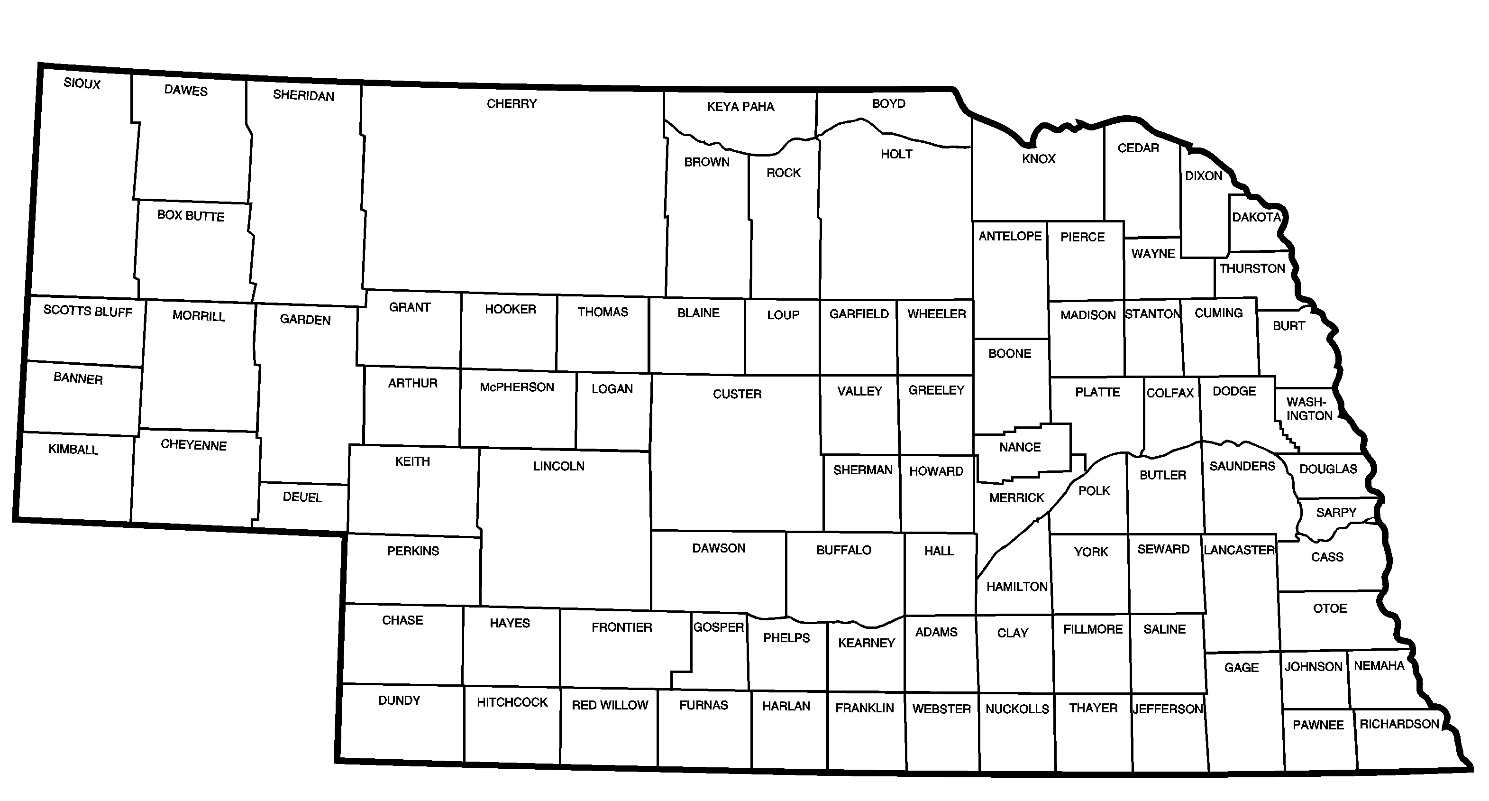 SIOUX
DAWES
SHERIDAN
CHERRY
KEYA PAHA
BOYD
BROWN
ROCK
HOLT
KNOX
CEDAR
DIXON
DAKOTA
BOX BUTTE
ANTELOPE
PIERCE
WAYNE
THURSTON
SCOTTS BLUFF
MORRILL
GARDEN
GRANT
HOOKER
THOMAS
BLAINE
LOUP
GARFIELD
WHEELER
MADISON
STANTON
CUMING
BURT
BOONE
BANNER
ARTHUR
McPHERSON
LOGAN
CUSTER
VALLEY
GREELEY
PLATTE
COLFAX
DODGE
WASH-
INGTON
KIMBALL
CHEYENNE
KEITH
LINCOLN
NANCE
SHERMAN
HOWARD
MERRICK
POLK
BUTLER
SAUNDERS
DOUGLAS
DEUEL
SARPY
PERKINS
DAWSON
BUFFALO
HALL
HAMILTON
YORK
SEWARD
LANCASTER
CASS
OTOE
CHASE
HAYES
FRONTIER
GOSPER
PHELPS
KEARNEY
ADAMS
CLAY
FILLMORE
SALINE
GAGE
JOHNSON
NEMAHA
DUNDY
HITCHCOCK
RED WILLOW
FURNAS
HARLAN
FRANKLIN
WEBSTER
NUCKOLLS
THAYER
JEFFERSON
PAWNEE
RICHARDSON